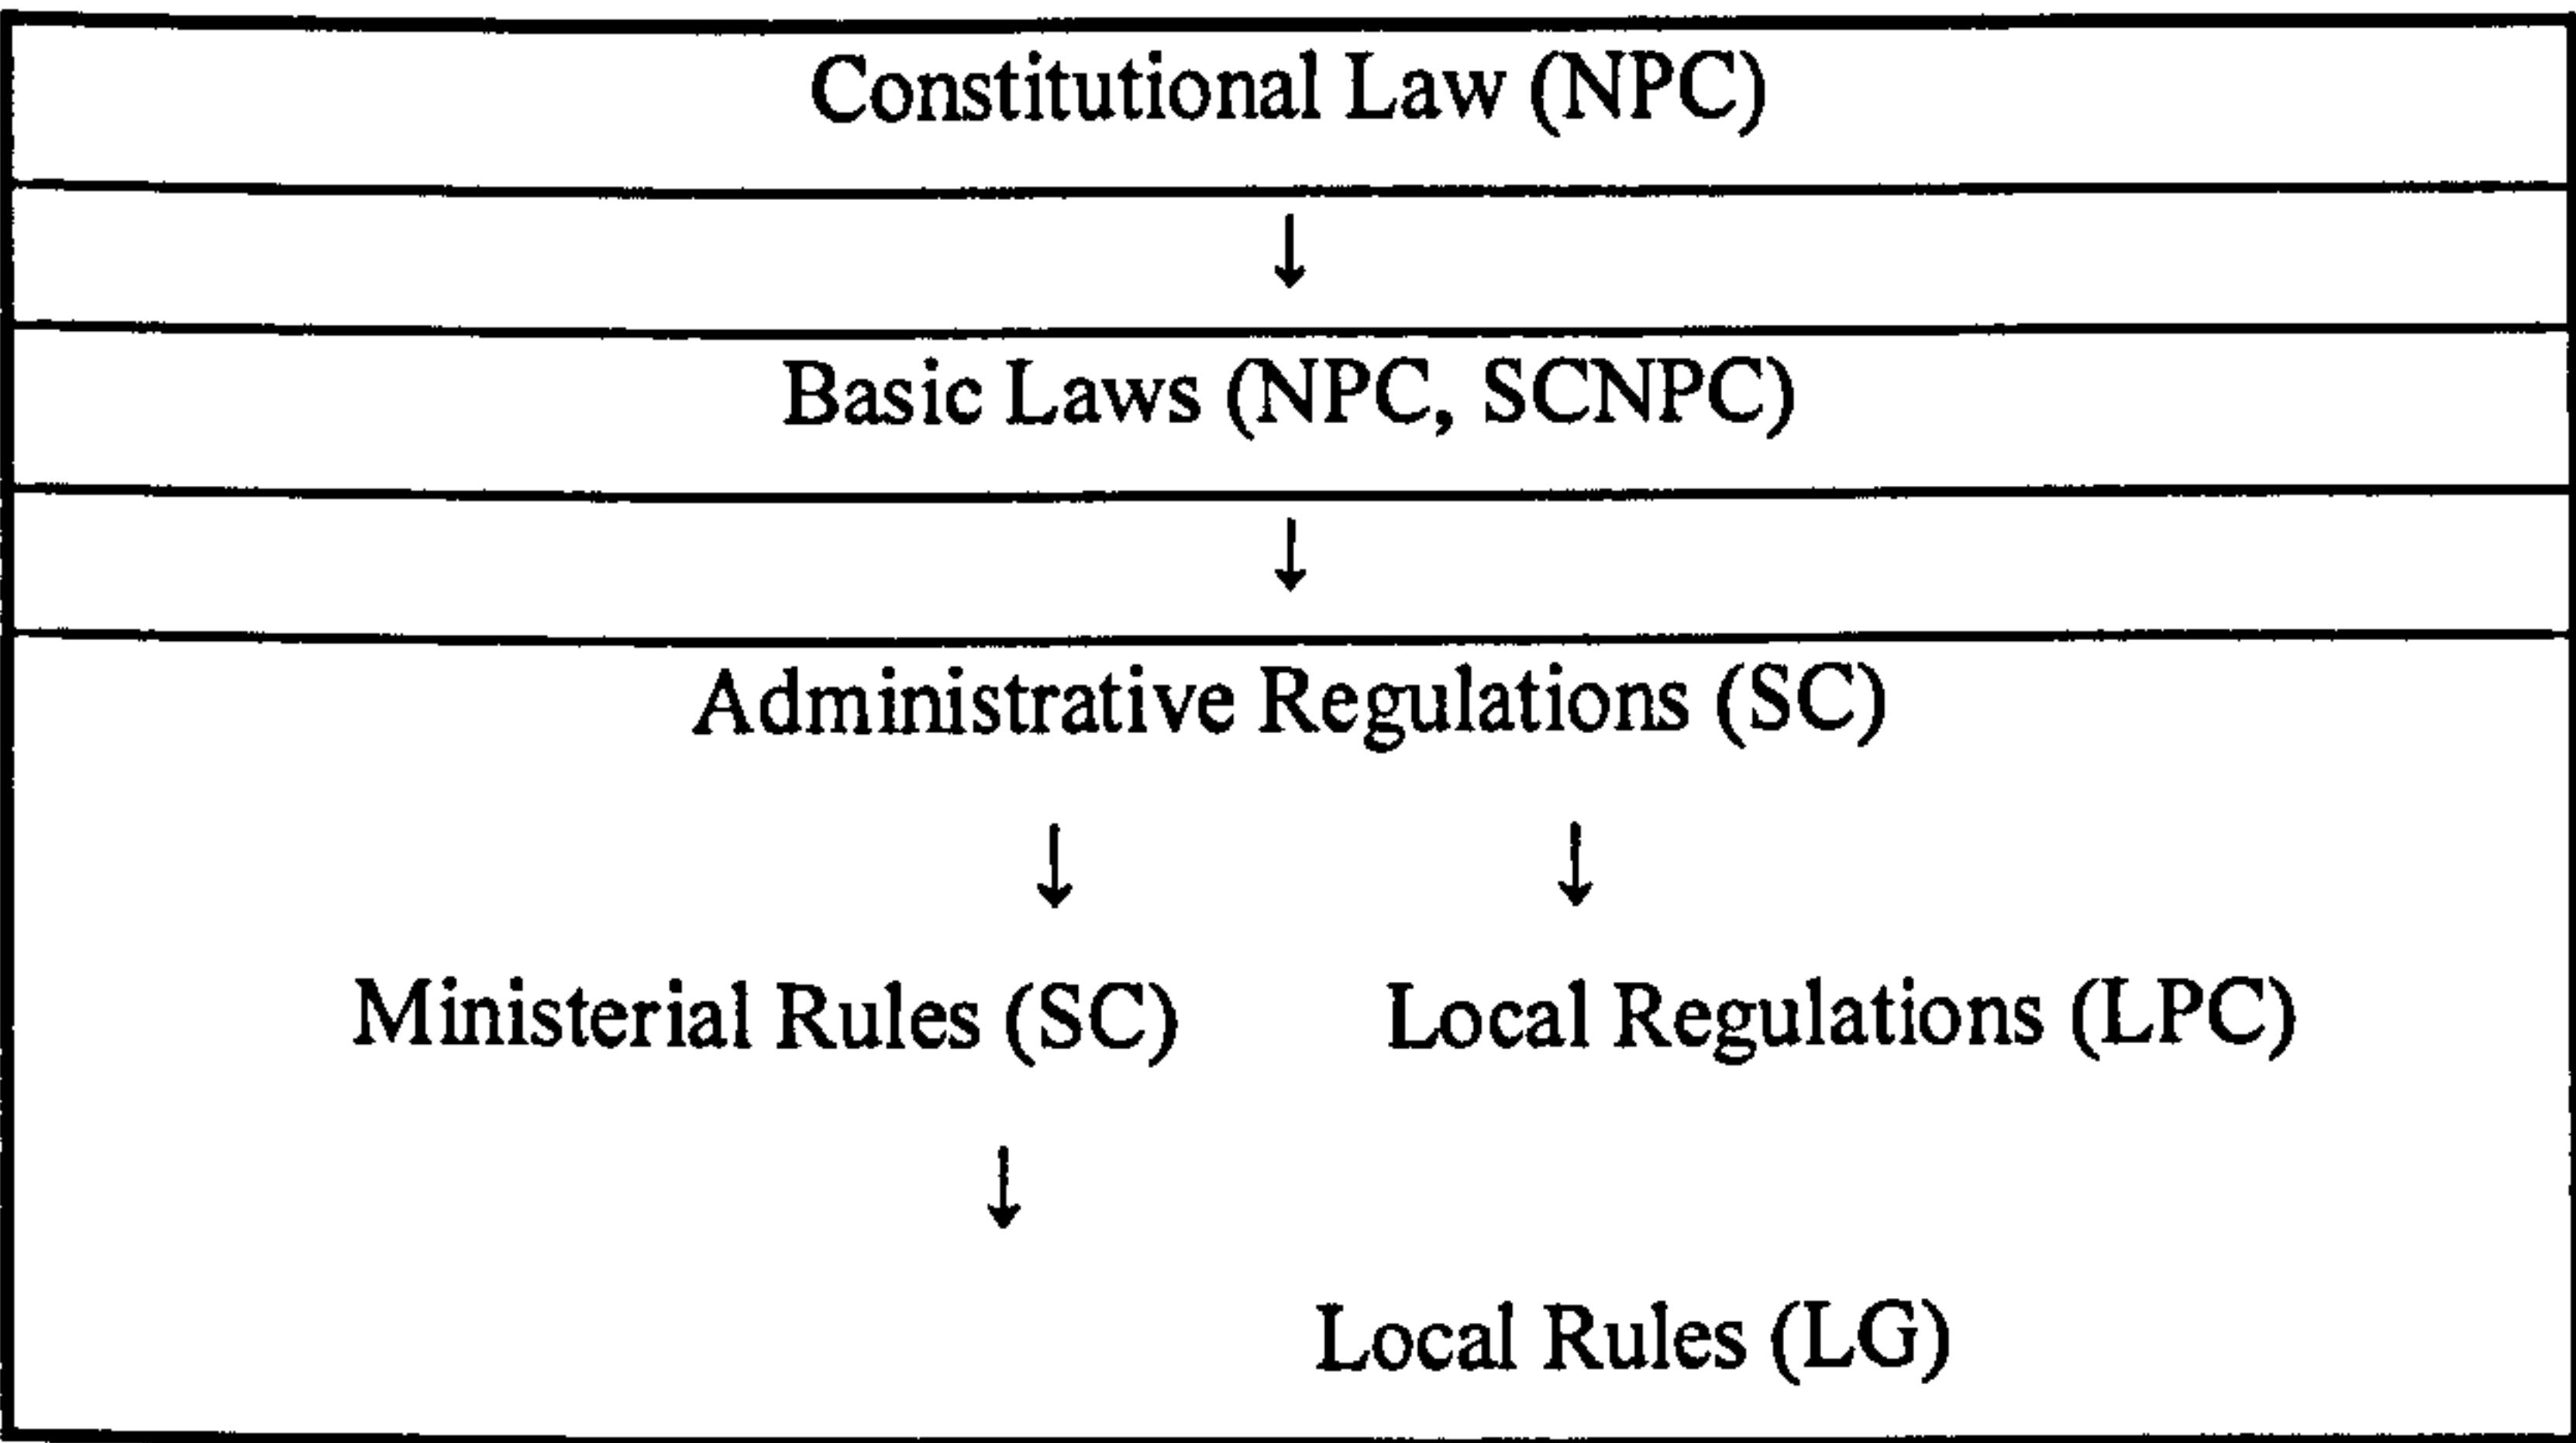 Constitutional Law (NPC)
↓
Basic Laws (NPC, SCNPC)
↓
Administrative Regulations (SC)
↓ ↓
Ministerial Rules (SC) Local Regulations (LPC)
↓
Local Rules (LG)